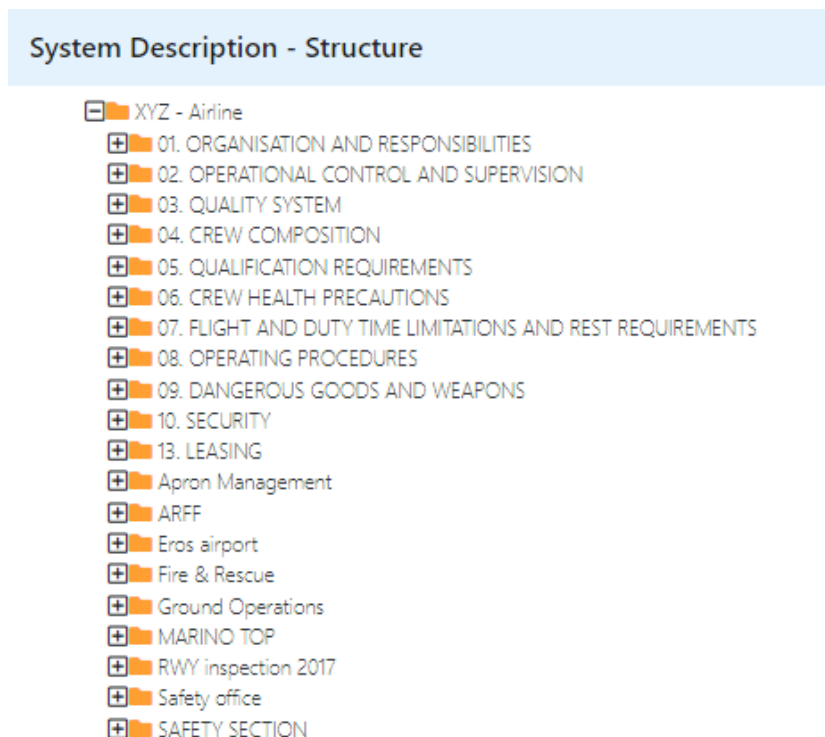 System Description - Structure
XYZ - Airline
01. ORGANISATION AND RESPONSIBILITIES
02. OPERATIONAL CONTROL AND SUPERVISION
03. QUALITY SYSTEM
04. CREW COMPOSITION
05. QUALIFICATION REQUIREMENTS
06. CREW HEALTH PRECAUTIONS
07. FLIGHT AND DUTY TIME LIMITATIONS AND REST REQUIREMENTS
08. OPERATING PROCEDURES
09. DANGEROUS GOODS AND WEAPONS
10. SECURITY
13. LEASING
Apron Management
ARFF
Eros airport
Fire & Rescue
Ground Operations
MARINO TOP
RWY inspection 2017
Safety office
SAFETY SECTION